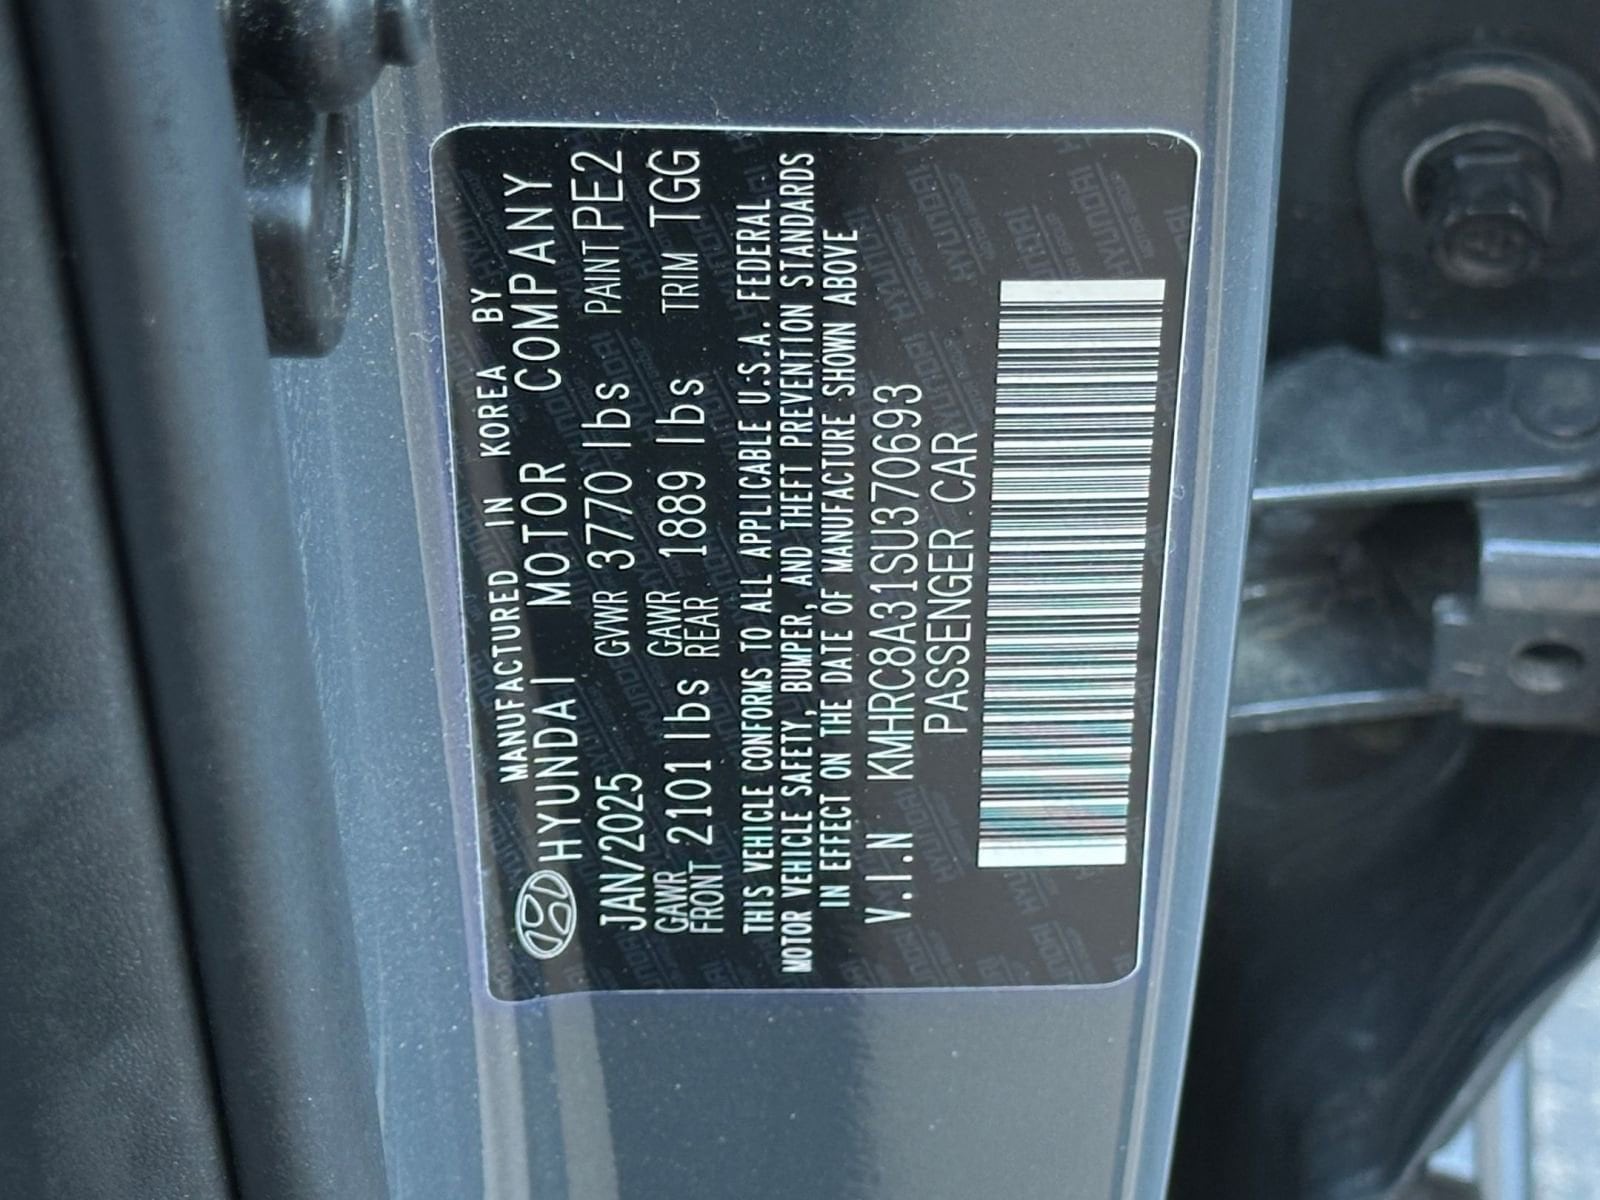 MANUFACTURED IN KOREA BY
HYUNDAI MOTOR COMPANY
JAN/2025 GVWR 3770 lbs PAINT PE2
GAWR FRONT 2101 lbs GAWR REAR 1889 lbs TRIM TGG
THIS VEHICLE CONFORMS TO ALL APPLICABLE U.S.A. FEDERAL
MOTOR VEHICLE SAFETY, BUMPER, AND THEFT PREVENTION STANDARDS
IN EFFECT ON THE DATE OF MANUFACTURE SHOWN ABOVE
V.I.N KMHRC8A31SU370693
PASSENGER CAR